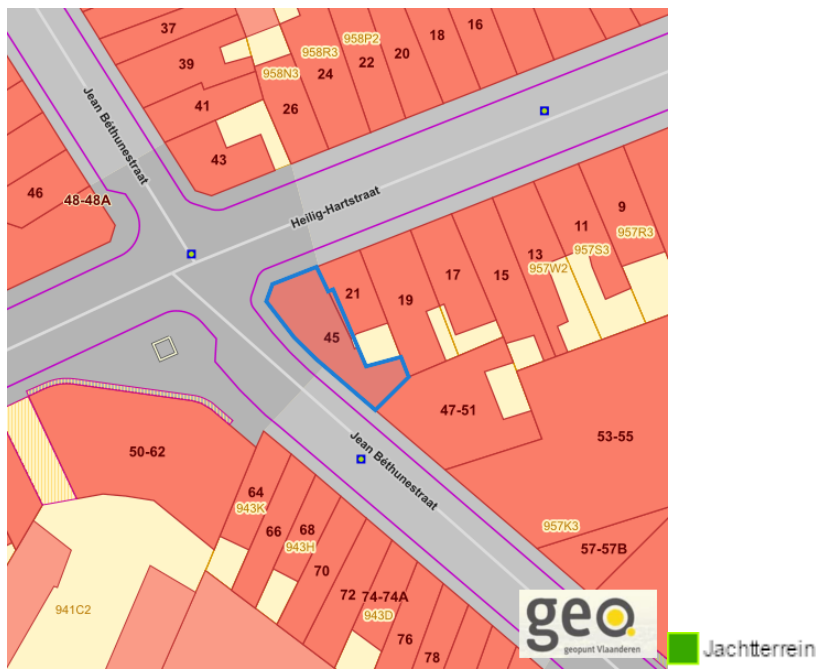 37
958P2
18
16
39
958R3
22
20
958N3
24
41
26
Jean Béthunestraat
43
46
48-48A
Heilig-Hartstraat
9
11
957R3
13
957S3
957W2
17
15
21
19
45
47-51
53-55
50-62
Jean Béthunestraat
64
943K
66
68
943H
957K3
57-57B
70
72
74-74A
943D
941C2
76
78
geo.
geopunt Vlaanderen
Jachtterrein